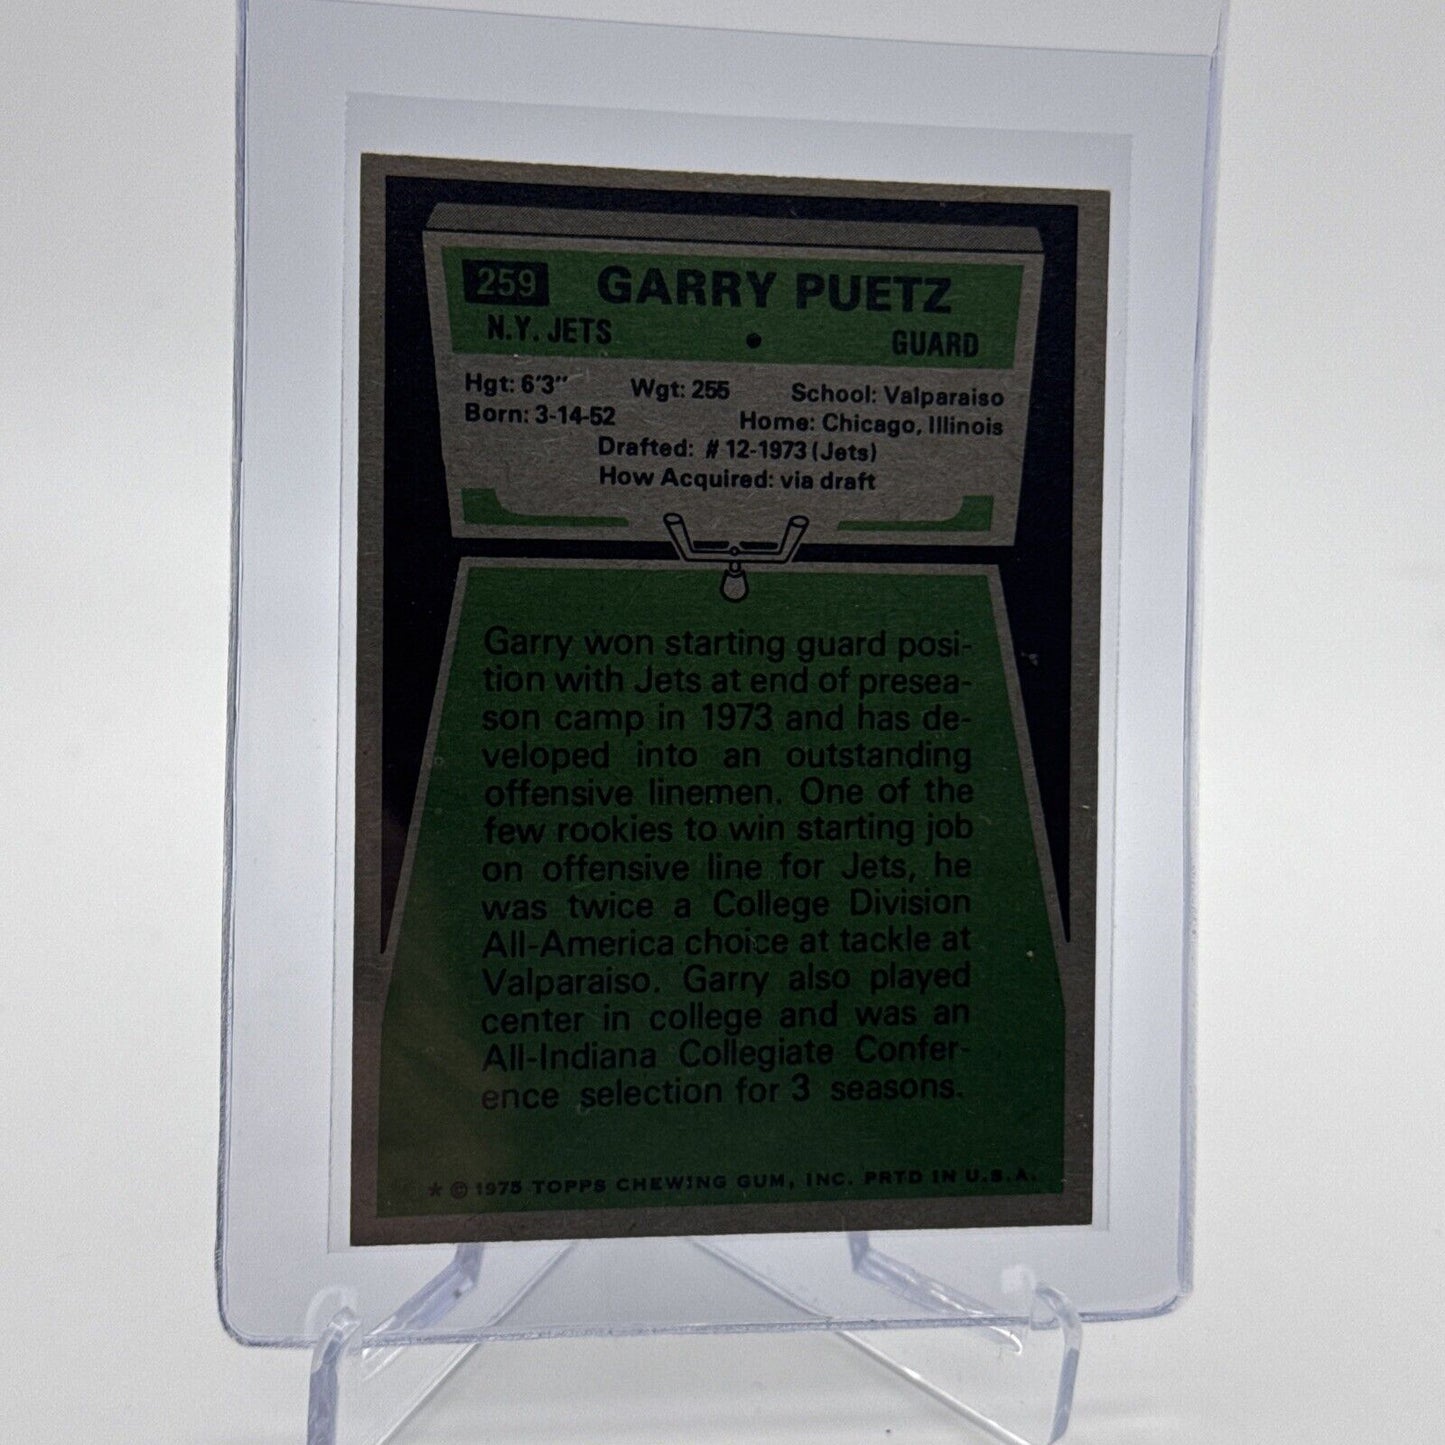 259 GARRY PUETZ
N.Y. JETS • GUARD
Hgt: 6'3" Wgt: 255 School: Valparaiso
Born: 3-14-52 Home: Chicago, Illinois
Drafted: #12-1973 (Jets)
How Acquired: via draft
Garry won starting guard posi-
tion with Jets at end of presea-
son camp in 1973 and has de-
veloped into an outstanding
offensive linemen. One of the
few rookies to win starting job
on offensive line for Jets, he
was twice a College Division
All-America choice at tackle at
Valparaiso. Garry also played
center in college and was an
All-Indiana Collegiate Confer-
ence selection for 3 seasons.
* © 1975 TOPPS CHEWING GUM, INC. PRTD IN U.S.A.